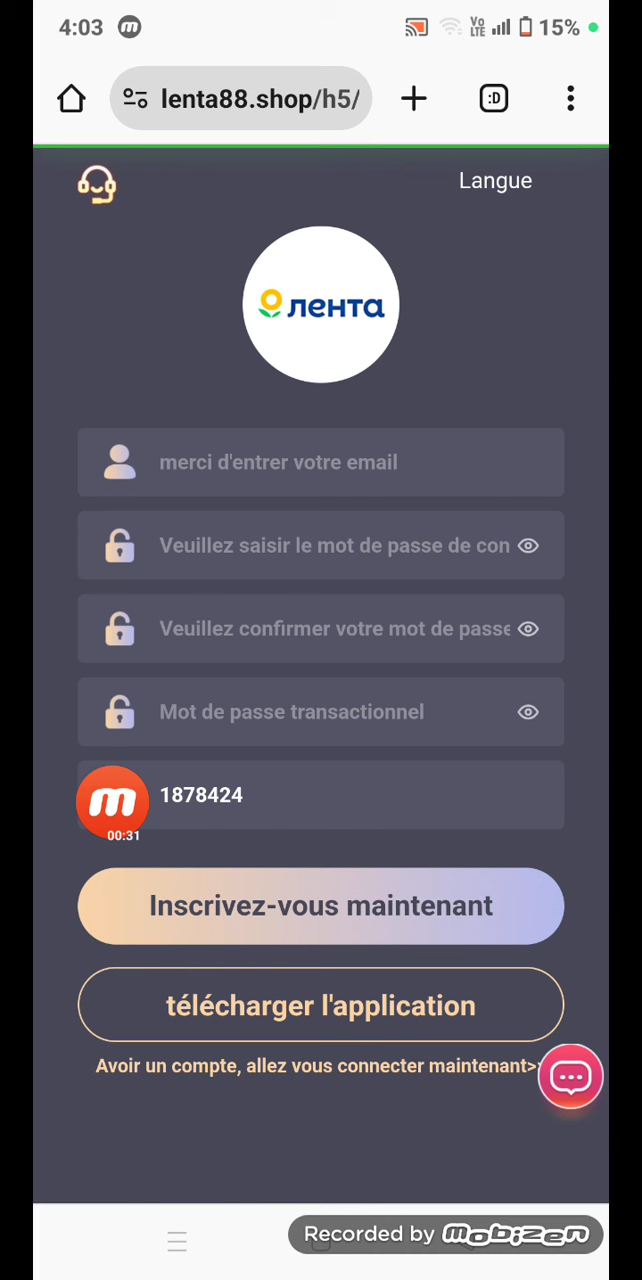 4:03
Vo
LTE
15%
lenta88.shop/h5/
:D
Langue
лента
merci d'entrer votre email
Veuillez saisir le mot de passe de con
Veuillez confirmer votre mot de passe
Mot de passe transactionnel
1878424
00:31
Inscrivez-vous maintenant
télécharger l'application
Avoir un compte, allez vous connecter maintenant>
Recorded by mobizen